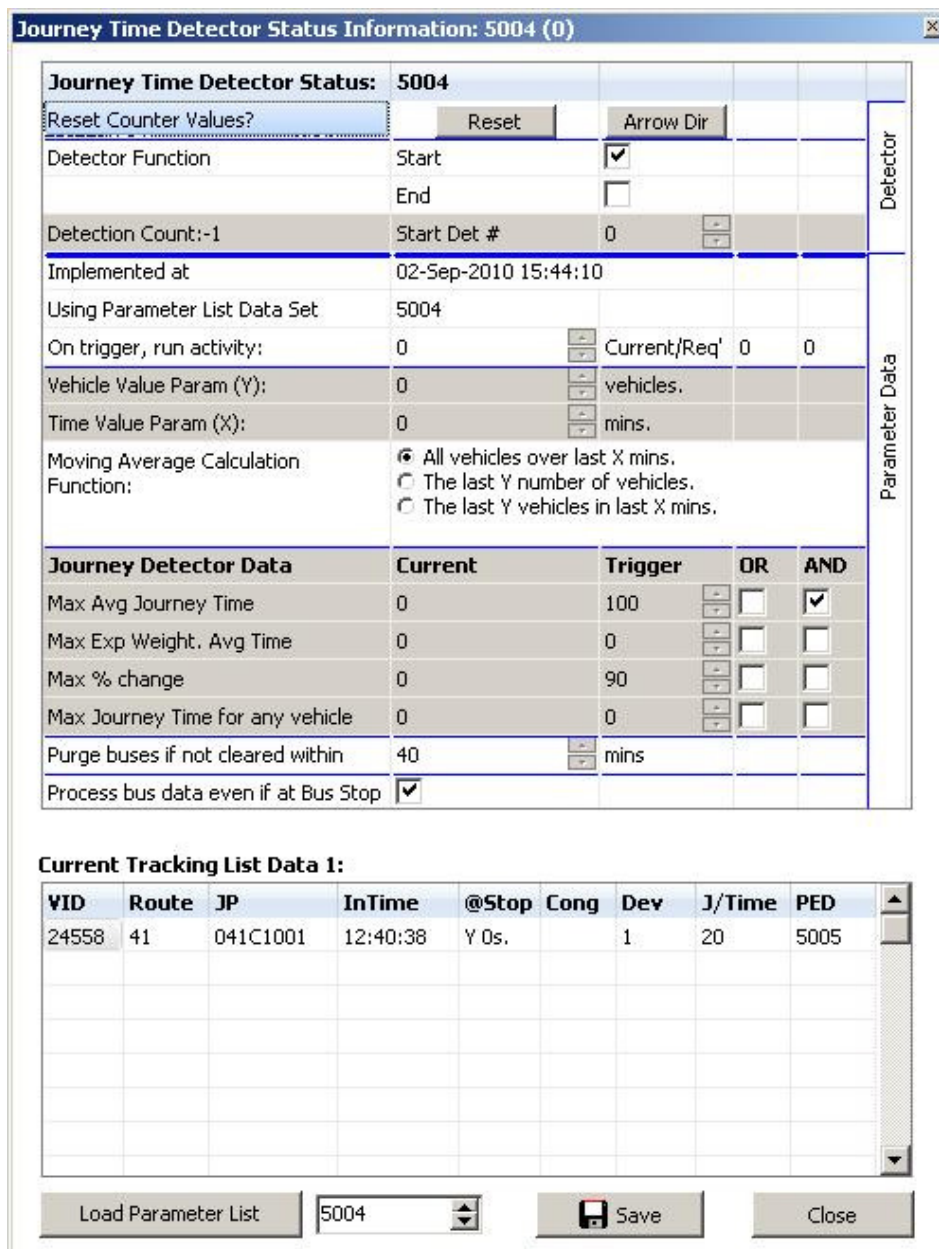 Journey Time Detector Status Information: 5004 (0)
Journey Time Detector Status: 5004
Reset Counter Values? Reset Arrow Dir
Detector
Detector Function Start
End
Detection Count:-1 Start Det # 0
Implemented at 02-Sep-2010 15:44:10
Using Parameter List Data Set 5004
On trigger, run activity: 0 Current/Req' 0 0
Parameter Data
Vehicle Value Param (Y): 0 vehicles.
Time Value Param (X): 0 mins.
Moving Average Calculation
Function:
All vehicles over last X mins.
The last Y number of vehicles.
The last Y vehicles in last X mins.
Journey Detector Data Current Trigger OR AND
Max Avg Journey Time 0 100
Max Exp Weight. Avg Time 0 0
Max % change 0 90
Max Journey Time for any vehicle 0 0
Purge buses if not cleared within 40 mins
Process bus data even if at Bus Stop
Current Tracking List Data 1:
VID Route JP InTime @Stop Cong Dev J/Time PED
24558 41 041C1001 12:40:38 Y 0s. 1 20 5005
Load Parameter List 5004 Save Close